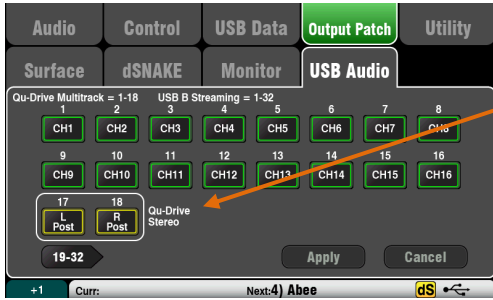 Audio Control USB Data Output Patch Utility
Surface dSNAKE Monitor USB Audio
Qu-Drive Multitrack = 1-18 USB B Streaming = 1-32
1 2 3 4 5 6 7 8
CH1 CH2 CH3 CH4 CH5 CH6 CH7 CH8
9 10 11 12 13 14 15 16
CH9 CH10 CH11 CH12 CH13 CH14 CH15 CH16
17 18
L Post R Post Qu-Drive Stereo
19-32 Apply Cancel
+1 Curr: Next:4) Abee dS